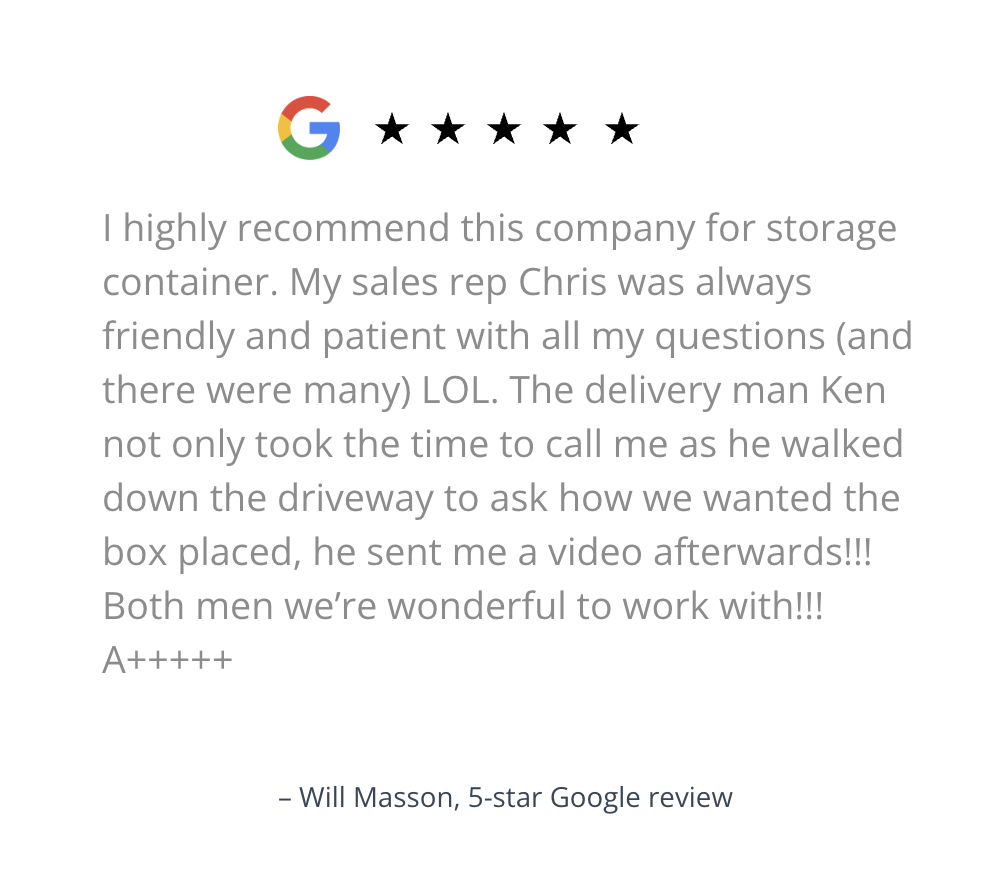 ★ ★ ★ ★ ★
I highly recommend this company for storage
container. My sales rep Chris was always
friendly and patient with all my questions (and
there were many) LOL. The delivery man Ken
not only took the time to call me as he walked
down the driveway to ask how we wanted the
box placed, he sent me a video afterwards!!!
Both men we’re wonderful to work with!!!
A+++++
– Will Masson, 5-star Google review